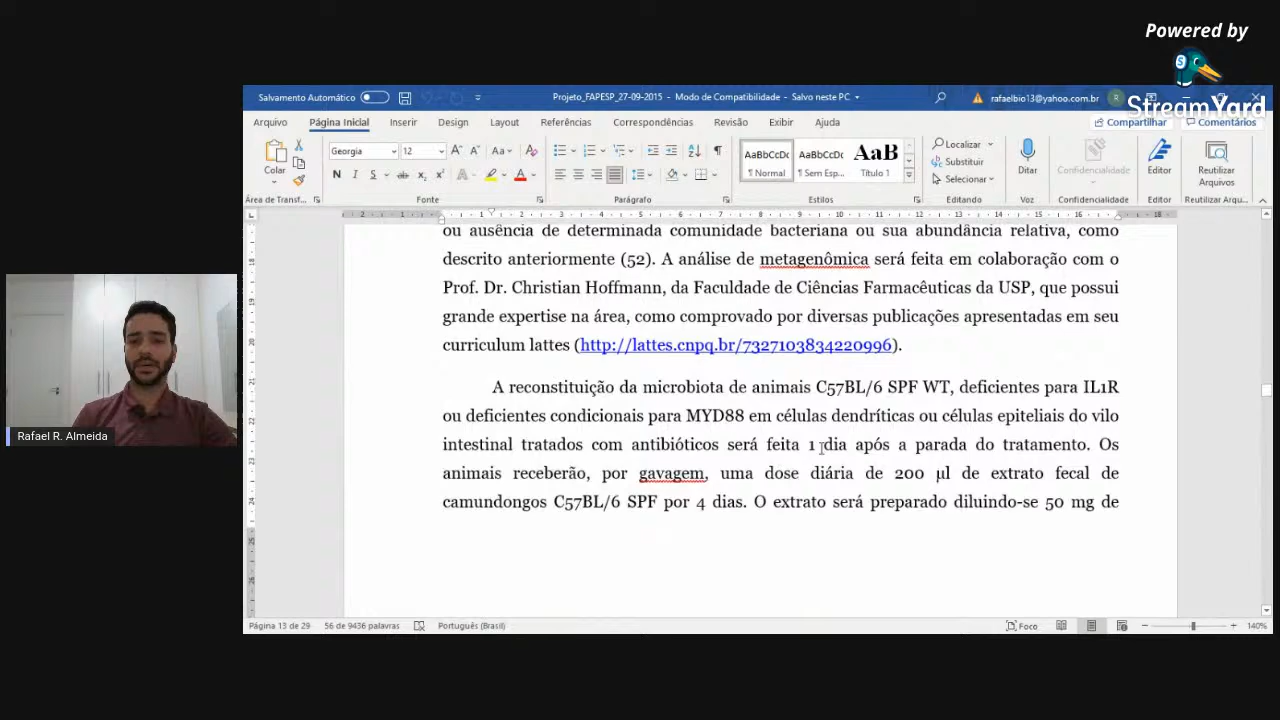 Powered by
StreamYard
Salvamento Automático
Projeto_FAPESP_27-09-2015 - Modo de Compatibilidade - Salvo neste PC
rafaelbio13@yahoo.com.br
R
Arquivo Página Inicial Inserir Design Layout Referências Correspondências Revisão Exibir Ajuda
Compartilhar Comentários
Colar
Georgia 12
N I S
AaBbCcDc AaBbCcDc AaB
¶ Normal ¶ Sem Esp... Título 1
Localizar
Substituir
Selecionar
Ditar
Confidencialidade
Editor
Reutilizar
Arquivos
Área de Transf... Fonte Parágrafo Estilos Editando Voz Confidencialidade Editor Reutilizar Arqu...
ou ausência de determinada comunidade bacteriana ou sua abundância relativa, como
descrito anteriormente (52). A análise de metagenômica será feita em colaboração com o
Prof. Dr. Christian Hoffmann, da Faculdade de Ciências Farmacêuticas da USP, que possui
grande expertise na área, como comprovado por diversas publicações apresentadas em seu
curriculum lattes (http://lattes.cnpq.br/7327103834220996).
A reconstituição da microbiota de animais C57BL/6 SPF WT, deficientes para IL1R
ou deficientes condicionais para MYD88 em células dendríticas ou células epiteliais do vilo
intestinal tratados com antibióticos será feita 1 dia após a parada do tratamento. Os
animais receberão, por gavagem, uma dose diária de 200 µl de extrato fecal de
camundongos C57BL/6 SPF por 4 dias. O extrato será preparado diluindo-se 50 mg de
Rafael R. Almeida
Página 13 de 29 56 de 9436 palavras Português (Brasil)
Foco
140%